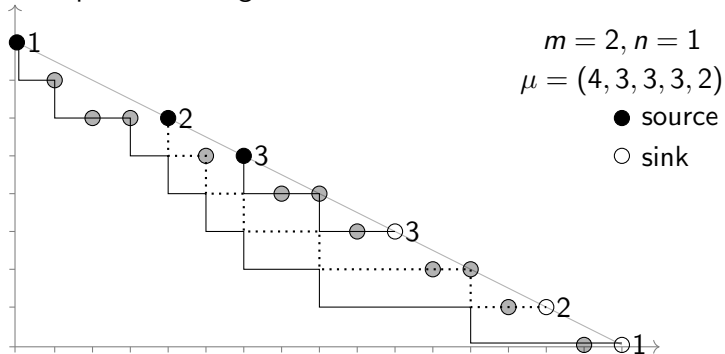 1
m = 2, n = 1
μ = (4, 3, 3, 3, 2)
2
source
3
sink
3
2
1